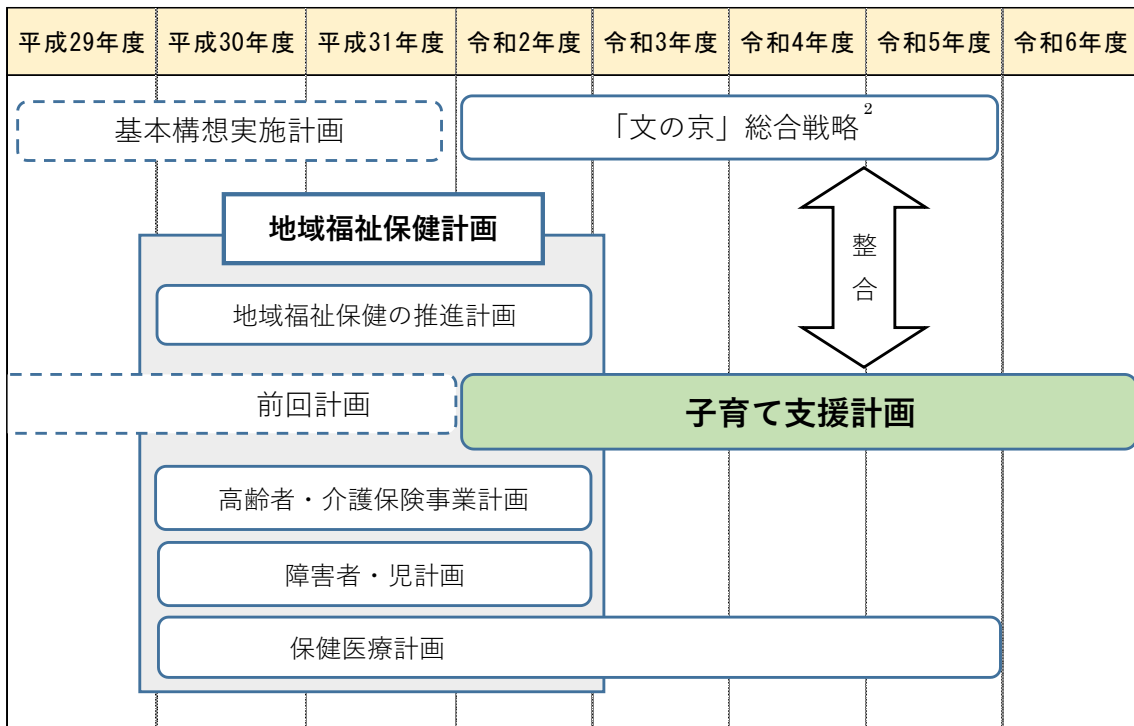 平成29年度 平成30年度 平成31年度 令和2年度 令和3年度 令和4年度 令和5年度 令和6年度
基本構想実施計画
「文の京」総合戦略2
地域福祉保健計画
整合
地域福祉保健の推進計画
前回計画
子育て支援計画
高齢者・介護保険事業計画
障害者・児計画
保健医療計画